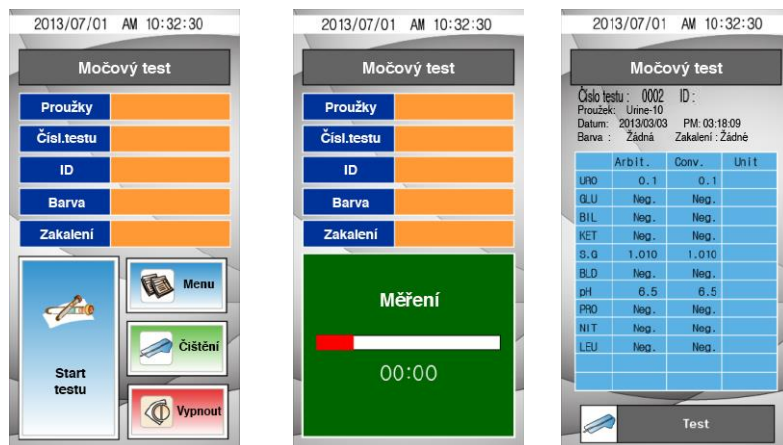 2013/07/01 AM 10:32:30
Močový test
Proužky
Čísl.testu
ID
Barva
Zakalení
Start
testu
Menu
Čištění
Vypnout
2013/07/01 AM 10:32:30
Močový test
Proužky
Čísl.testu
ID
Barva
Zakalení
Měření
00:00
2013/07/01 AM 10:32:30
Močový test
Číslo testu : 0002 ID :
Proužek: Urine-10
Datum: 2013/03/03 PM: 03:18:09
Barva : Žádná Zakalení : Žádné
Arbit. Conv. Unit
URO 0.1 0.1
GLU Neg. Neg.
BIL Neg. Neg.
KET Neg. Neg.
S.G 1.010 1.010
BLD Neg. Neg.
pH 6.5 6.5
PRO Neg. Neg.
NIT Neg. Neg.
LEU Neg. Neg.
Test